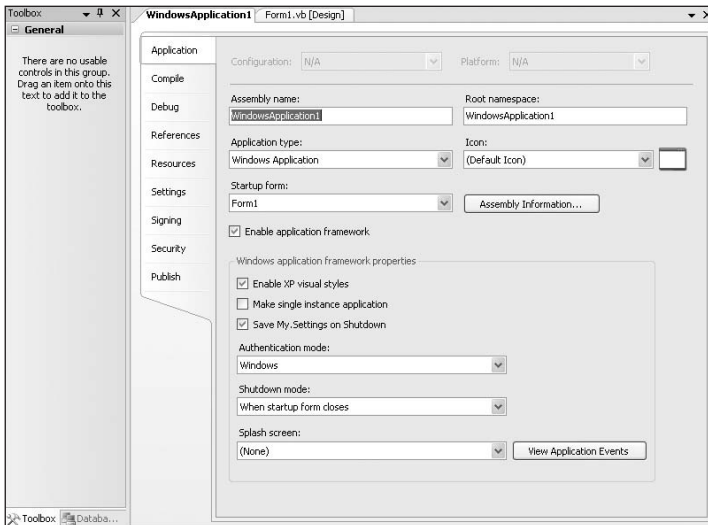 Toolbox
General
There are no usable
controls in this group.
Drag an item onto this
text to add it to the
toolbox.
Toolbox
Databa...
WindowsApplication1
Form1.vb [Design]
Application
Compile
Debug
References
Resources
Settings
Signing
Security
Publish
Configuration: N/A
Platform: N/A
Assembly name:
WindowsApplication1
Root namespace:
WindowsApplication1
Application type:
Windows Application
Icon:
(Default Icon)
Startup form:
Form1
Assembly Information...
Enable application framework
Windows application framework properties
Enable XP visual styles
Make single instance application
Save My.Settings on Shutdown
Authentication mode:
Windows
Shutdown mode:
When startup form closes
Splash screen:
(None)
View Application Events